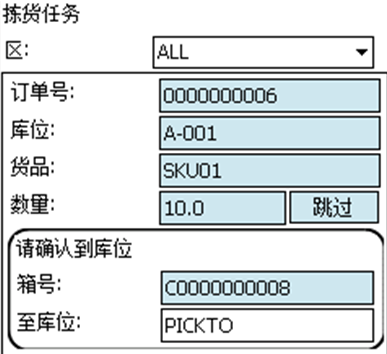 拣货任务
区: ALL
订单号: 0000000006
库位: A-001
货品: SKU01
数量: 10.0 跳过
请确认到库位
箱号: C0000000008
至库位: PICKTO